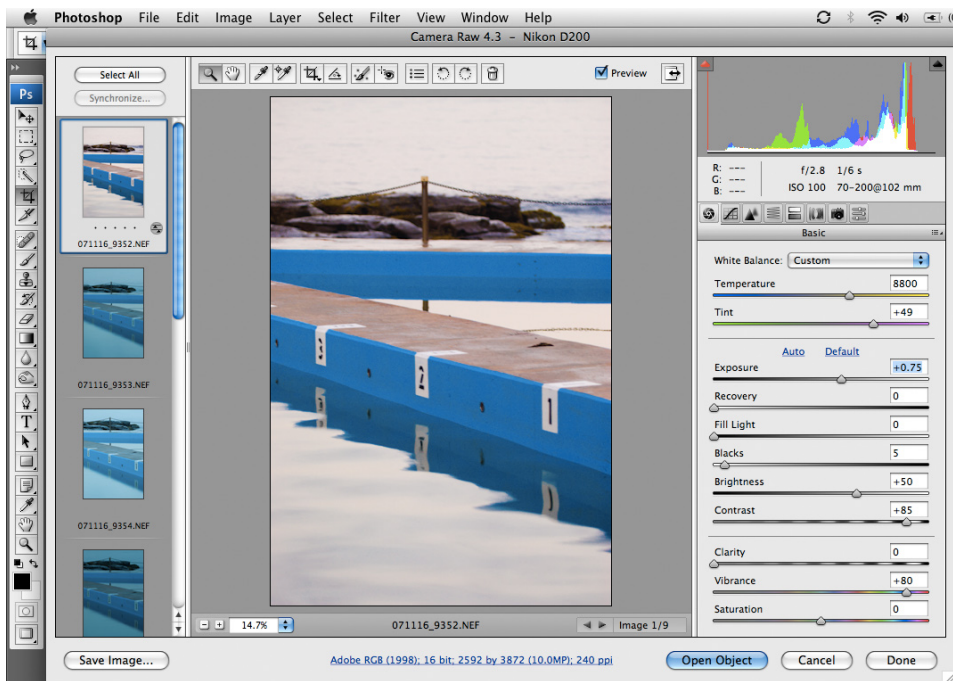 Photoshop File Edit Image Layer Select Filter View Window Help
Camera Raw 4.3 - Nikon D200
Select All
Synchronize...
Preview
Ps
071116_9352.NEF
071116_9353.NEF
071116_9354.NEF
3
2
1
14.7%
071116_9352.NEF
Image 1/9
R: ---
G: ---
B: ---
f/2.8 1/6 s
ISO 100 70-200@102 mm
Basic
White Balance: Custom
Temperature 8800
Tint +49
Auto Default
Exposure +0.75
Recovery 0
Fill Light 0
Blacks 5
Brightness +50
Contrast +85
Clarity 0
Vibrance +80
Saturation 0
Save Image...
Adobe RGB (1998); 16 bit; 2592 by 3872 (10.0MP); 240 ppi
Open Object
Cancel
Done